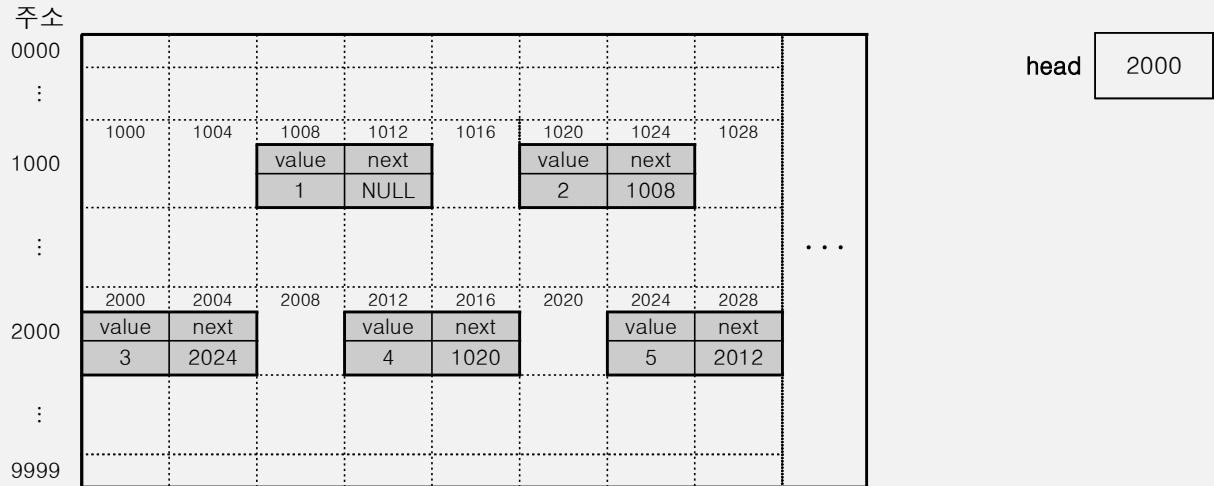 주소
0000
head 2000
⋮
1000 1004 1008 1012 1016 1020 1024 1028
value next value next
1000
1 NULL 2 1008
⋮
...
2000 2004 2008 2012 2016 2020 2024 2028
value next value next value next
2000
3 2024 4 1020 5 2012
⋮
9999